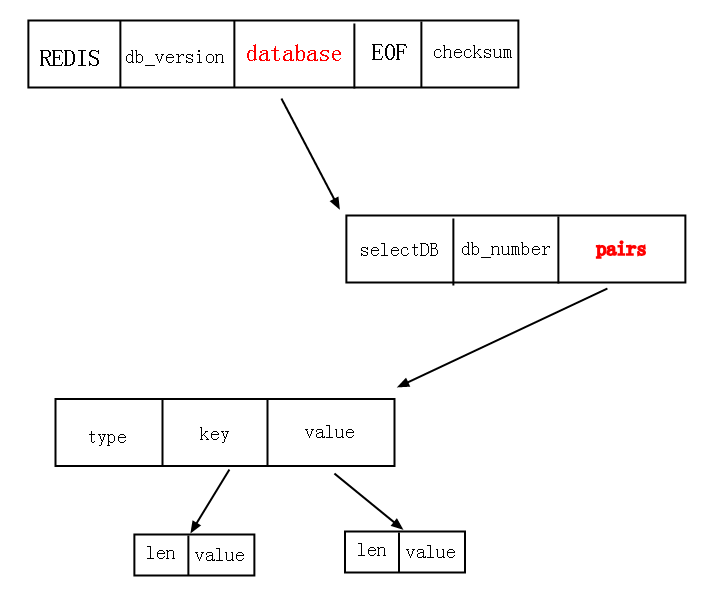 REDIS db_version database EOF checksum
selectDB db_number pairs
type key value
len value len value